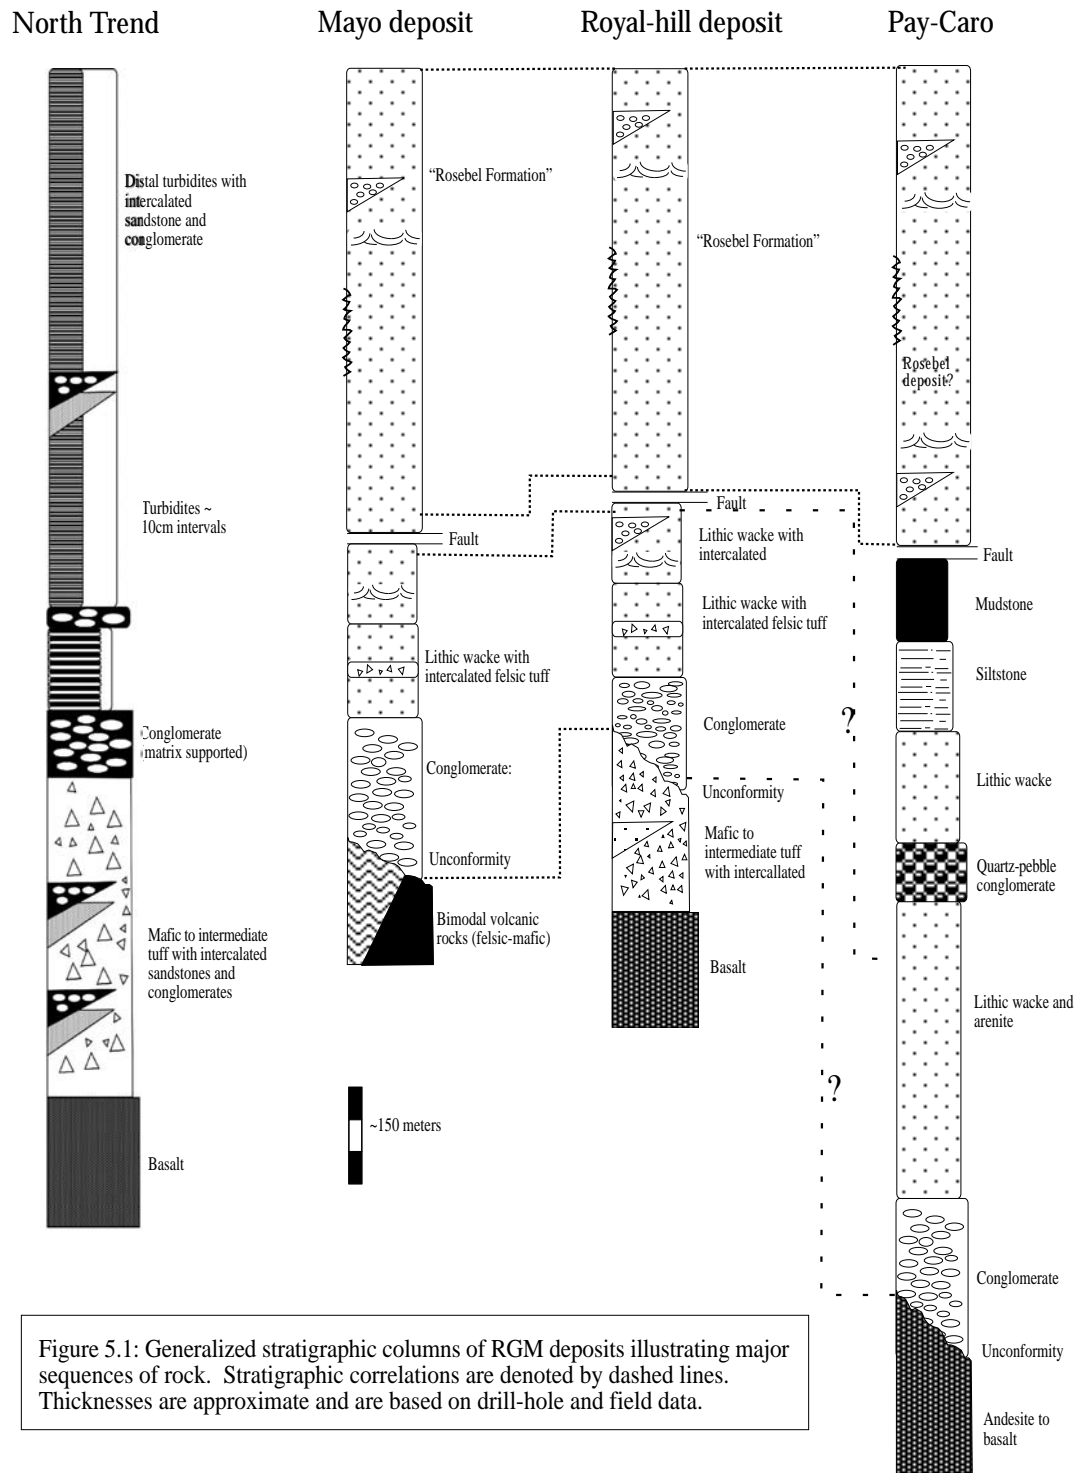 North Trend
Mayo deposit
Royal-hill deposit
Pay-Caro
Distal turbidites with
intercalated
sandstone and
conglomerate
Turbidites ~
10cm intervals
Conglomerate
(matrix supported)
Mafic to intermediate
tuff with intercalated
sandstones and
conglomerates
Basalt
"Rosebel Formation"
Fault
Lithic wacke with
intercalated felsic tuff
Conglomerate:
Unconformity
Bimodal volcanic
rocks (felsic-mafic)
~150 meters
"Rosebel Formation"
Fault
Lithic wacke with
intercalated
Lithic wacke with
intercalated felsic tuff
Conglomerate
Unconformity
Mafic to
intermediate tuff
with intercallated
Basalt
?
?
Rosebel
deposit?
Fault
Mudstone
Siltstone
Lithic wacke
Quartz-pebble
conglomerate
Lithic wacke and
arenite
Conglomerate
Unconformity
Andesite to
basalt
Figure 5.1: Generalized stratigraphic columns of RGM deposits illustrating major
sequences of rock. Stratigraphic correlations are denoted by dashed lines.
Thicknesses are approximate and are based on drill-hole and field data.